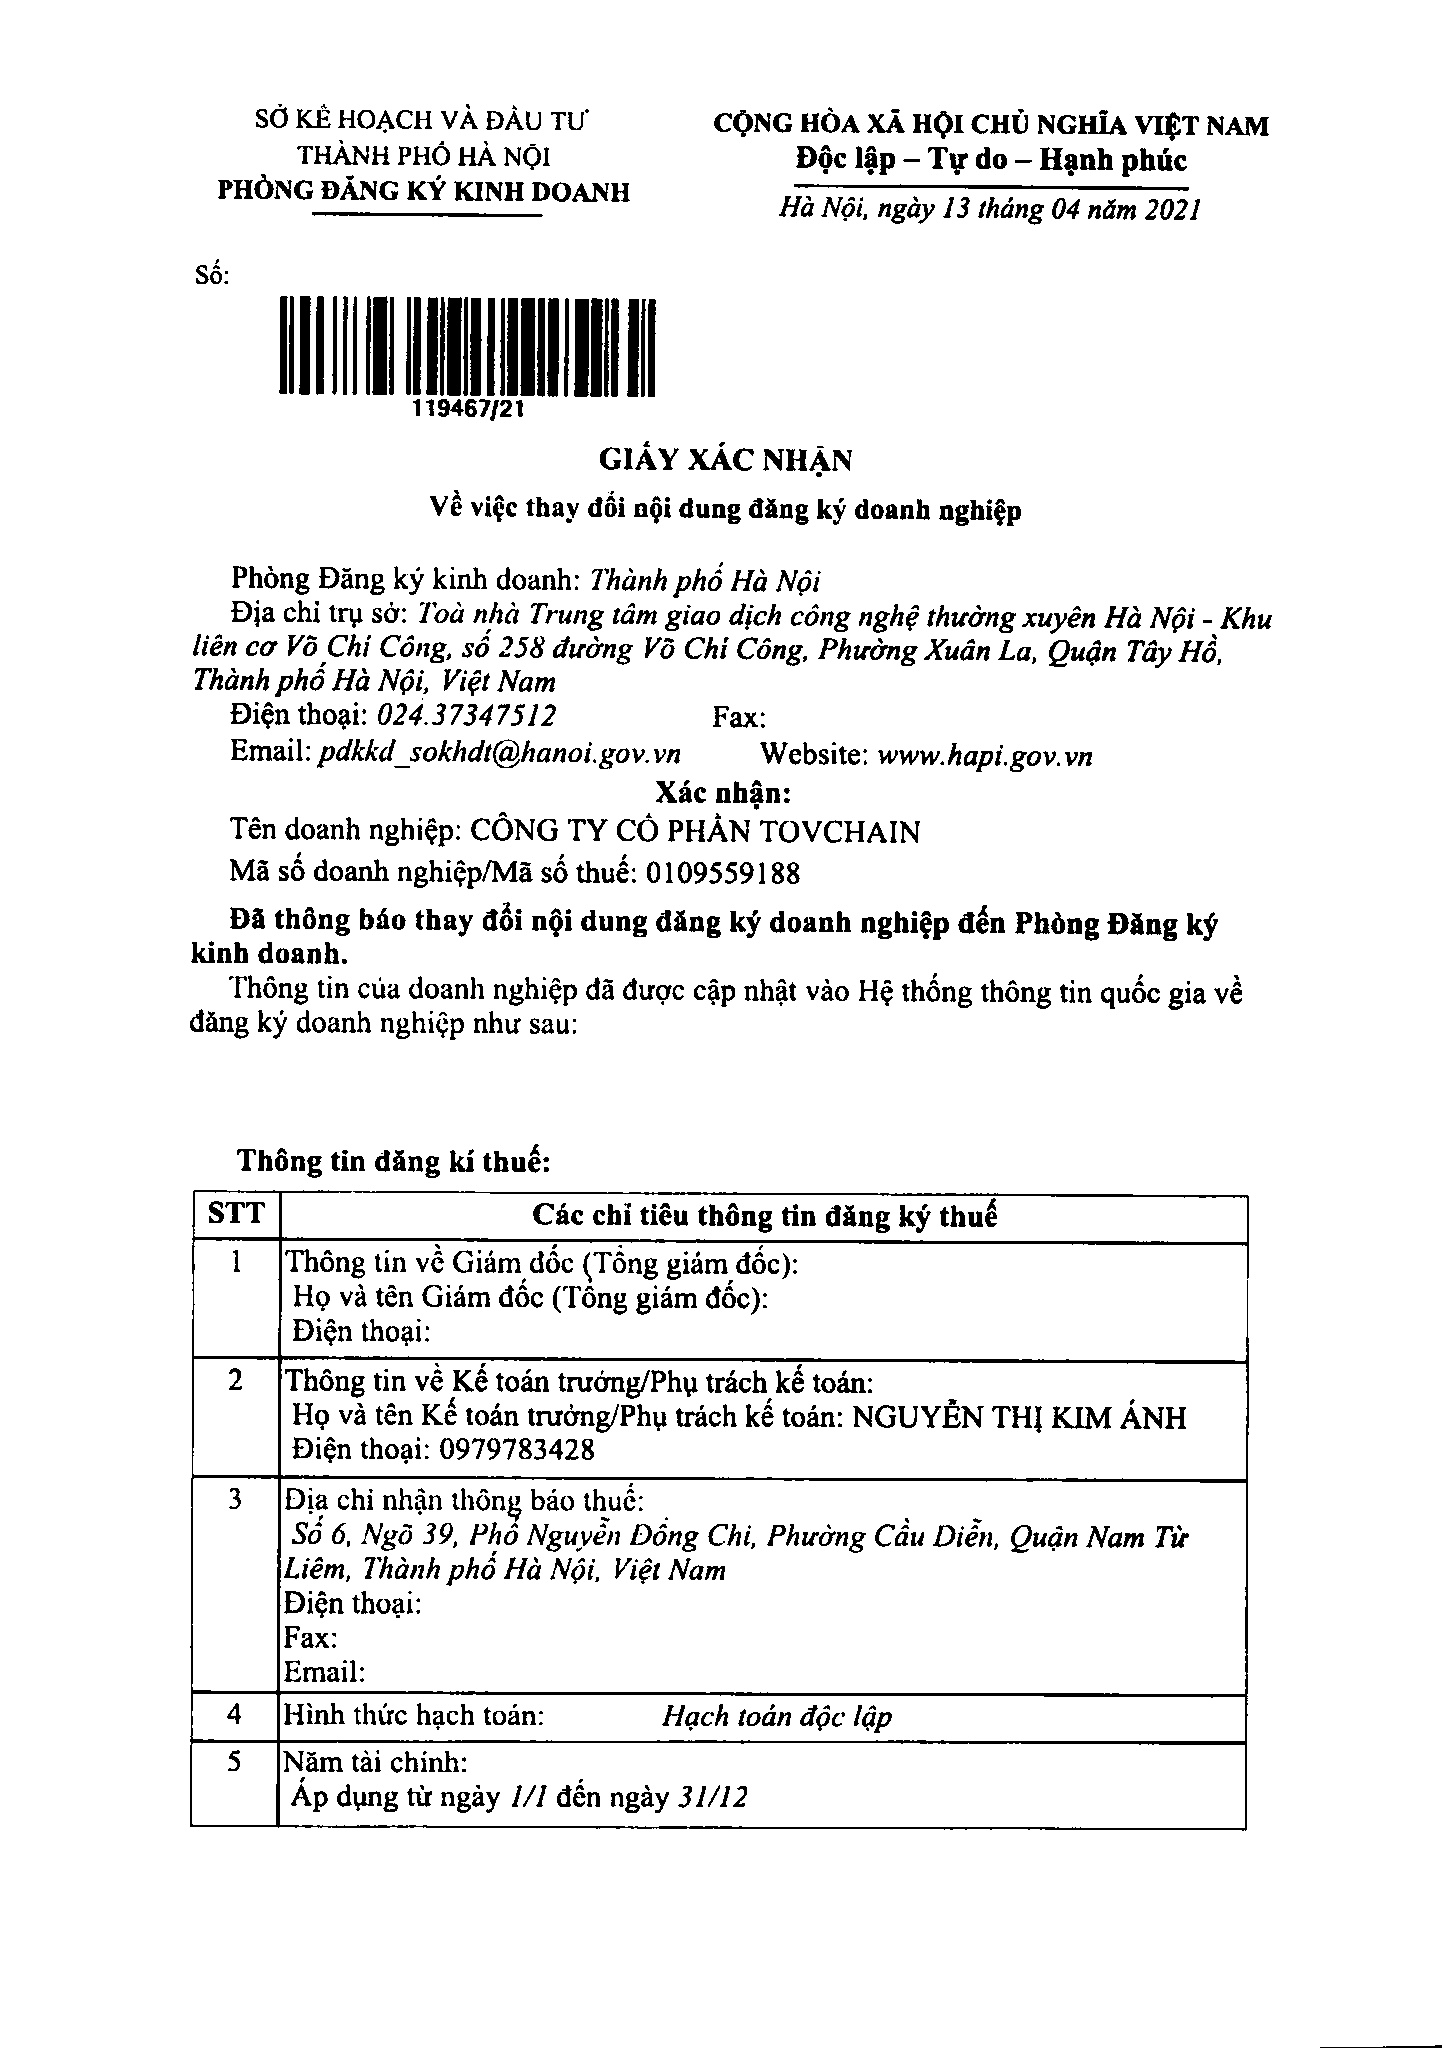 SỞ KẾ HOẠCH VÀ ĐẦU TƯ
THÀNH PHỐ HÀ NỘI
PHÒNG ĐĂNG KÝ KINH DOANH
CỘNG HÒA XÃ HỘI CHỦ NGHĨA VIỆT NAM
Độc lập – Tự do – Hạnh phúc
Hà Nội, ngày 13 tháng 04 năm 2021
Số:
119467/21
GIẤY XÁC NHẬN
Về việc thay đổi nội dung đăng ký doanh nghiệp
Phòng Đăng ký kinh doanh: Thành phố Hà Nội
Địa chỉ trụ sở: Toà nhà Trung tâm giao dịch công nghệ thường xuyên Hà Nội - Khu
liên cơ Võ Chí Công, số 258 đường Võ Chí Công, Phường Xuân La, Quận Tây Hồ,
Thành phố Hà Nội, Việt Nam
Điện thoại: 024.37347512 Fax:
Email: pdkkd_sokhdt@hanoi.gov.vn Website: www.hapi.gov.vn
Xác nhận:
Tên doanh nghiệp: CÔNG TY CỔ PHẦN TOVCHAIN
Mã số doanh nghiệp/Mã số thuế: 0109559188
Đã thông báo thay đổi nội dung đăng ký doanh nghiệp đến Phòng Đăng ký
kinh doanh.
Thông tin của doanh nghiệp đã được cập nhật vào Hệ thống thông tin quốc gia về
đăng ký doanh nghiệp như sau:
Thông tin đăng kí thuế:
STT Các chỉ tiêu thông tin đăng ký thuế
1 Thông tin về Giám đốc (Tổng giám đốc):
Họ và tên Giám đốc (Tổng giám đốc):
Điện thoại:
2 Thông tin về Kế toán trưởng/Phụ trách kế toán:
Họ và tên Kế toán trưởng/Phụ trách kế toán: NGUYỄN THỊ KIM ÁNH
Điện thoại: 0979783428
3 Địa chỉ nhận thông báo thuế:
Số 6, Ngõ 39, Phố Nguyễn Đổng Chi, Phường Cầu Diễn, Quận Nam Từ
Liêm, Thành phố Hà Nội, Việt Nam
Điện thoại:
Fax:
Email:
4 Hình thức hạch toán: Hạch toán độc lập
5 Năm tài chính:
Áp dụng từ ngày 1/1 đến ngày 31/12